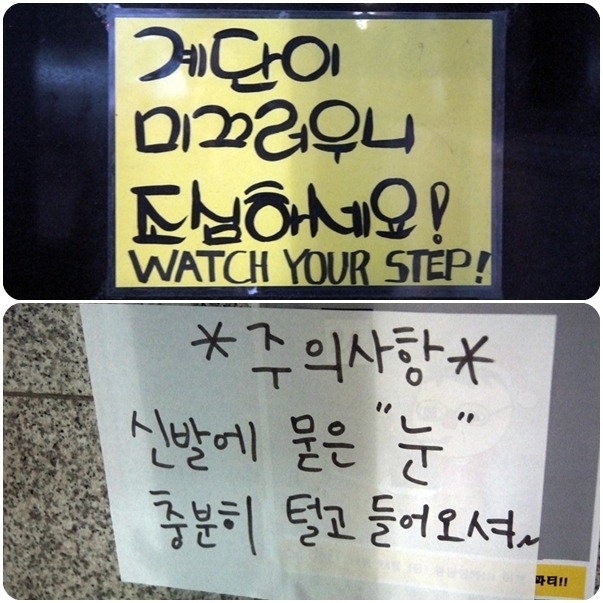 계단이
미끄러우니
조심하세요!
WATCH YOUR STEP!
*주의사항*
신발에 묻은 "눈"
충분히 털고 들어오셔~
파티!!